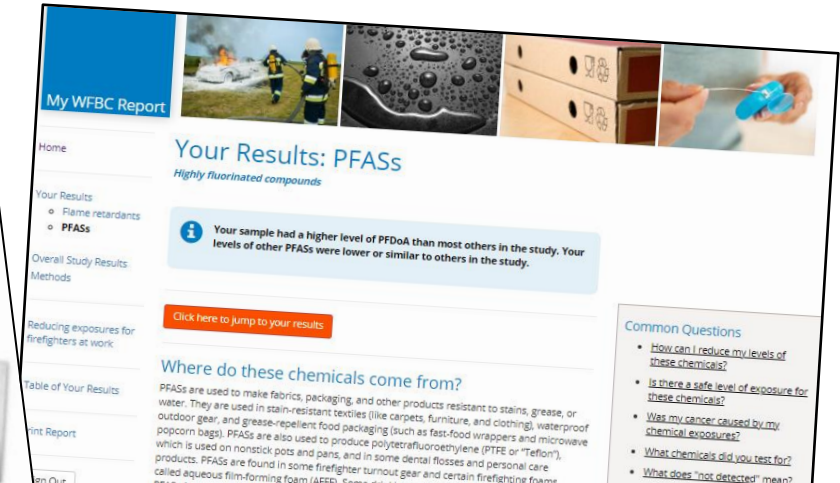 My WFBC Report
Home
Your Results
Flame retardants
PFASs
Overall Study Results
Methods
Reducing exposures for
firefighters at work
Table of Your Results
Print Report
Sign Out
Your Results: PFASs
Highly fluorinated compounds
Your sample had a higher level of PFDoA than most others in the study. Your
levels of other PFASs were lower or similar to others in the study.
Click here to jump to your results
Where do these chemicals come from?
PFASs are used to make fabrics, packaging, and other products resistant to stains, grease, or
water. They are used in stain-resistant textiles (like carpets, furniture, and clothing), waterproof
outdoor gear, and grease-repellent food packaging (such as fast-food wrappers and microwave
popcorn bags). PFASs are also used to produce polytetrafluoroethylene (PTFE or "Teflon"),
which is used on nonstick pots and pans, and in some dental flosses and personal care
products. PFASs are found in some firefighter turnout gear and certain firefighting foams
called aqueous film-forming foam (AFFF). Some
Common Questions
How can I reduce my levels of
these chemicals?
Is there a safe level of exposure for
these chemicals?
Was my cancer caused by my
chemical exposures?
What chemicals did you test for?
What does "not detected" mean?